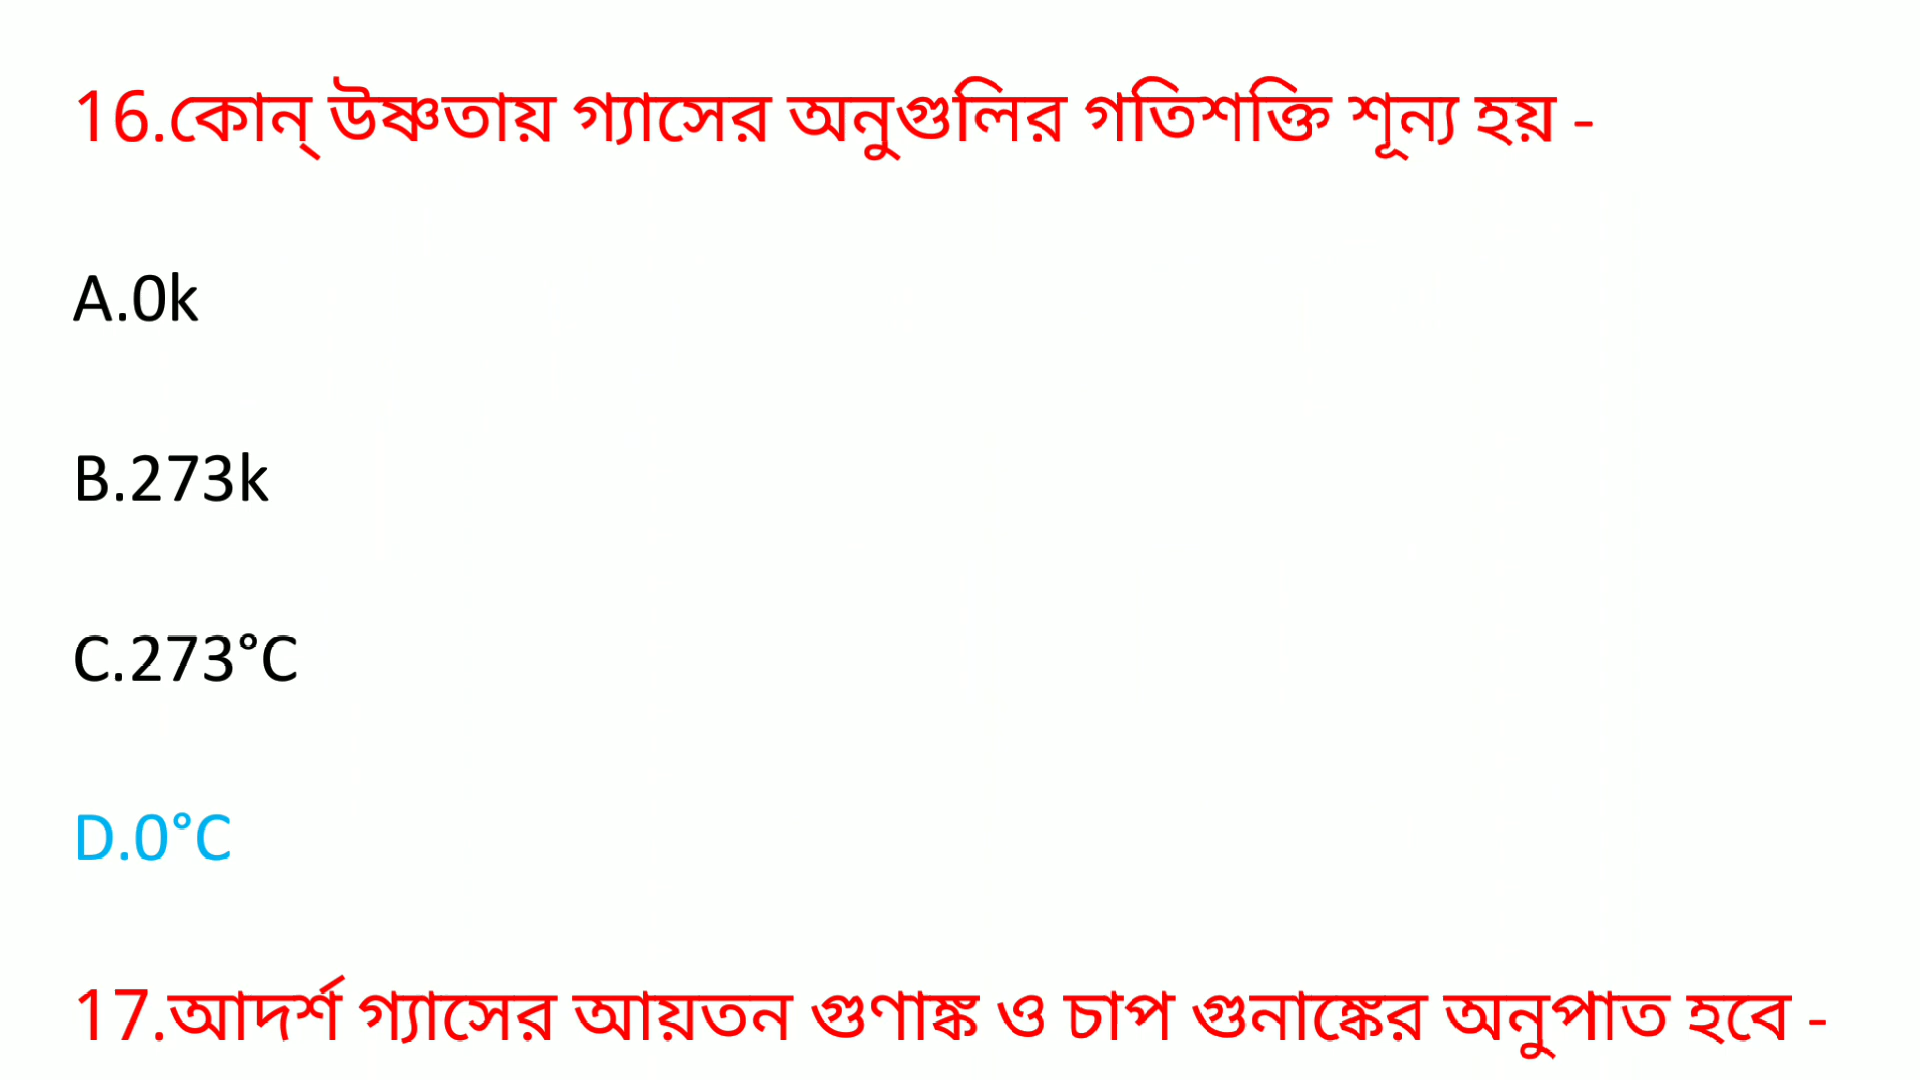 16.কোন্ উষ্ণতায় গ্যাসের অনুগুলির গতিশক্তি শূন্য হয় -
A.0k
B.273k
C.273°C
D.0°C
17.আদর্শ গ্যাসের আয়তন গুণাঙ্ক ও চাপ গুনাঙ্কের অনুপাত হবে -